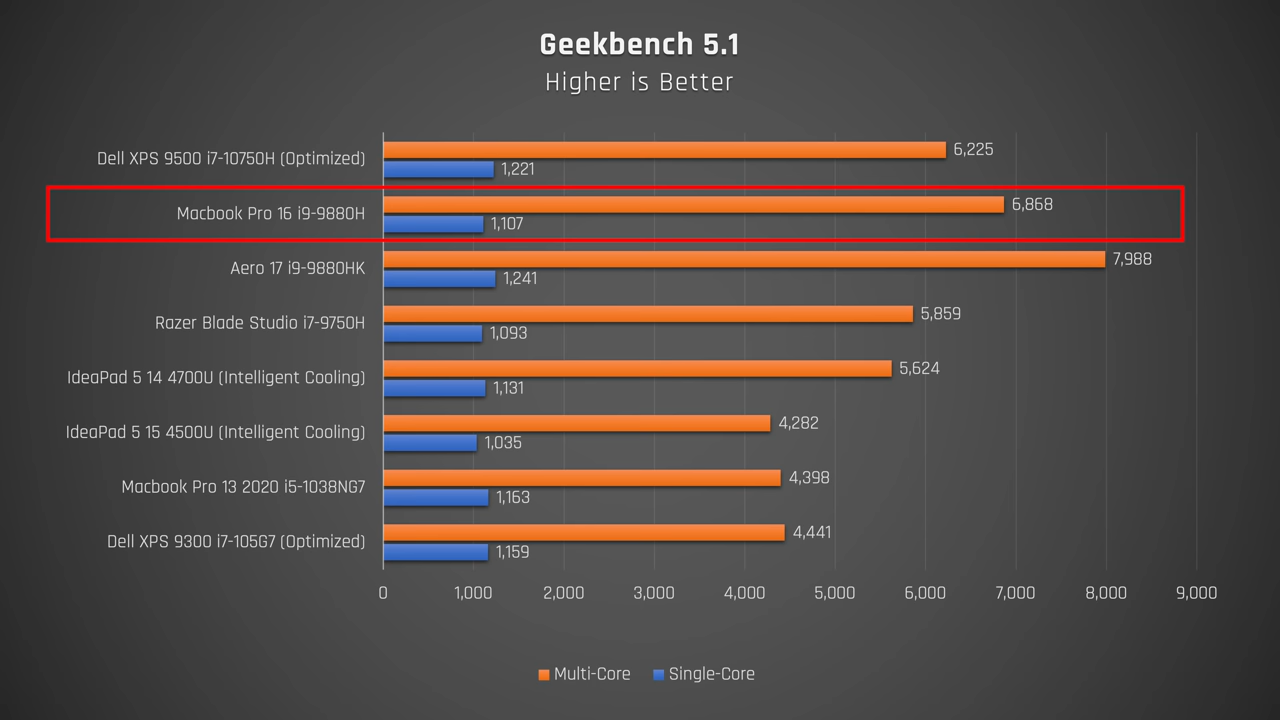 Geekbench 5.1
Higher is Better
Dell XPS 9500 i7-10750H (Optimized)
6,225
1,221
Macbook Pro 16 i9-9880H
6,868
1,107
Aero 17 i9-9880HK
7,988
1,241
Razer Blade Studio i7-9750H
5,859
1,093
IdeaPad 5 14 4700U (Intelligent Cooling)
5,624
1,131
IdeaPad 5 15 4500U (Intelligent Cooling)
4,282
1,035
Macbook Pro 13 2020 i5-1038NG7
4,398
1,163
Dell XPS 9300 i7-105G7 (Optimized)
4,441
1,159
0 1,000 2,000 3,000 4,000 5,000 6,000 7,000 8,000 9,000
Multi-Core Single-Core